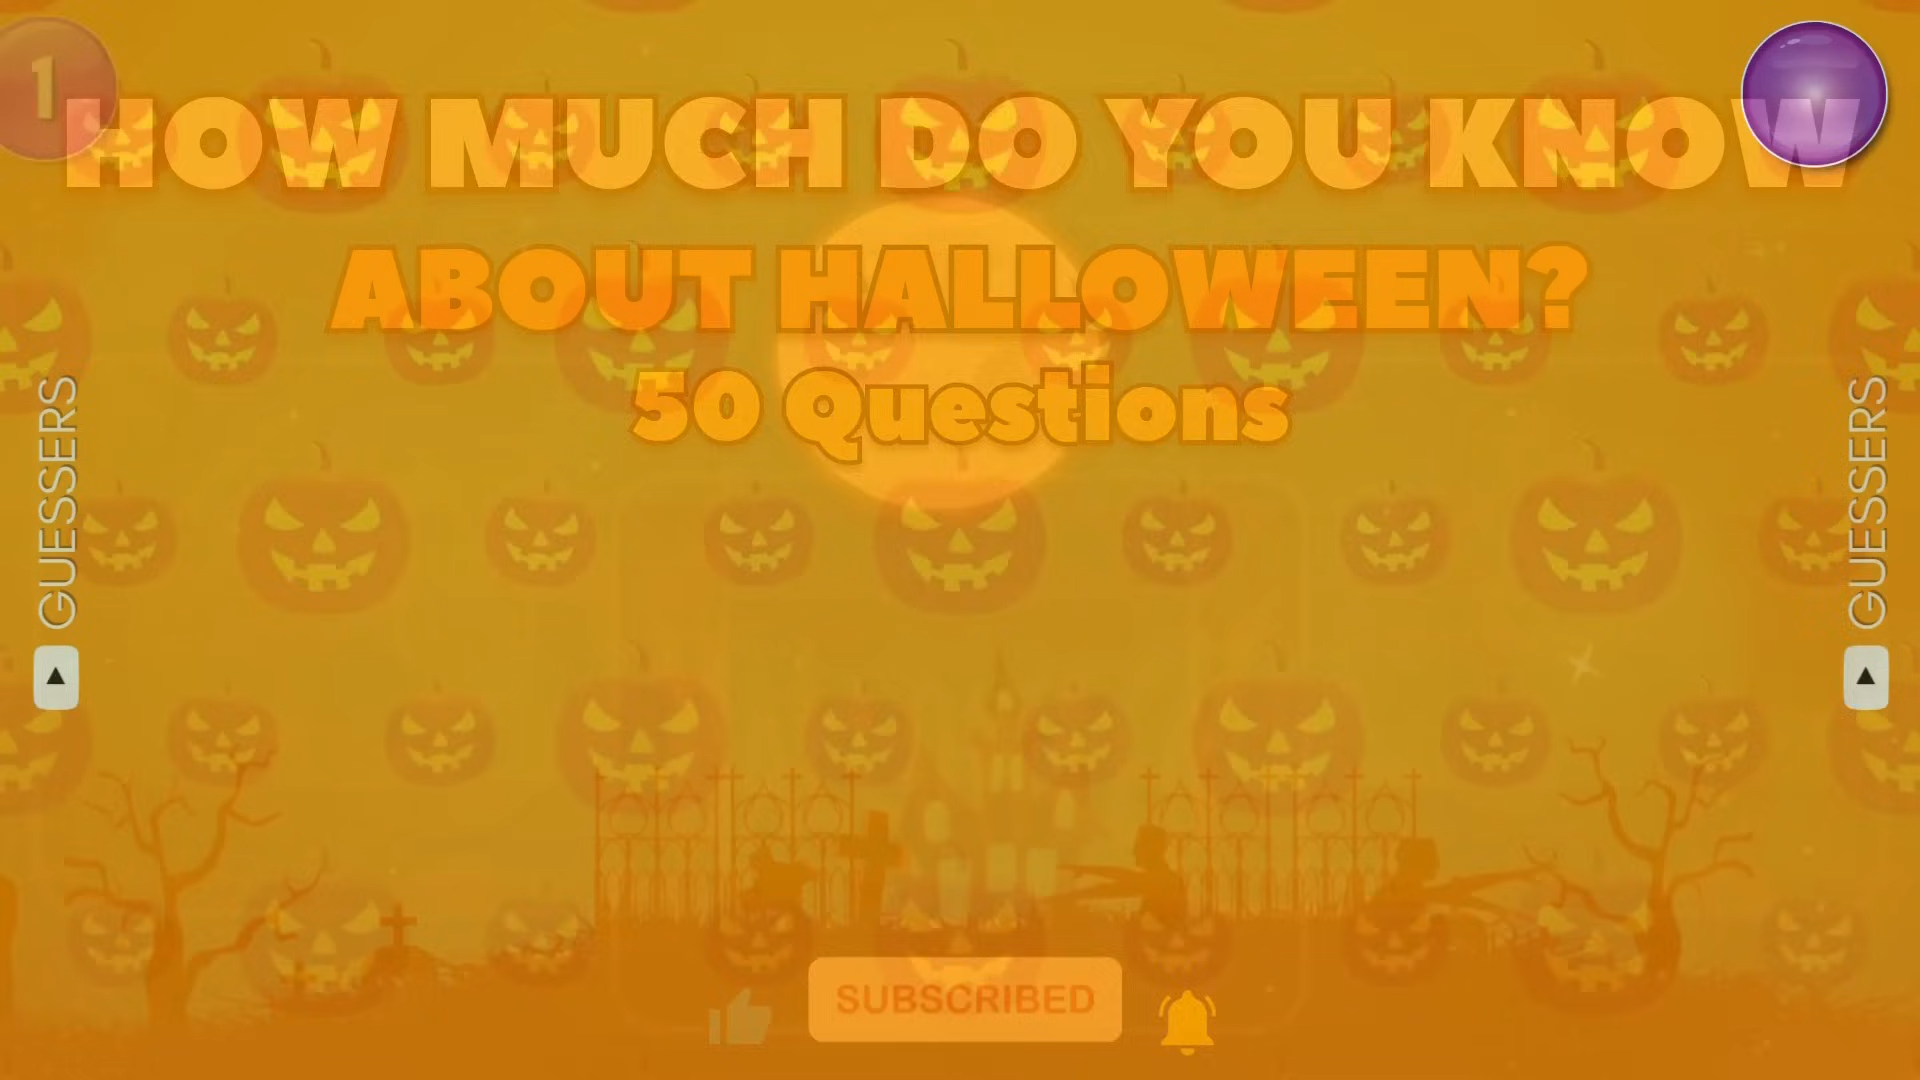 1
HOW MUCH DO YOU KNOW
ABOUT HALLOWEEN?
50 Questions
GUESSERS
GUESSERS
SUBSCRIBED